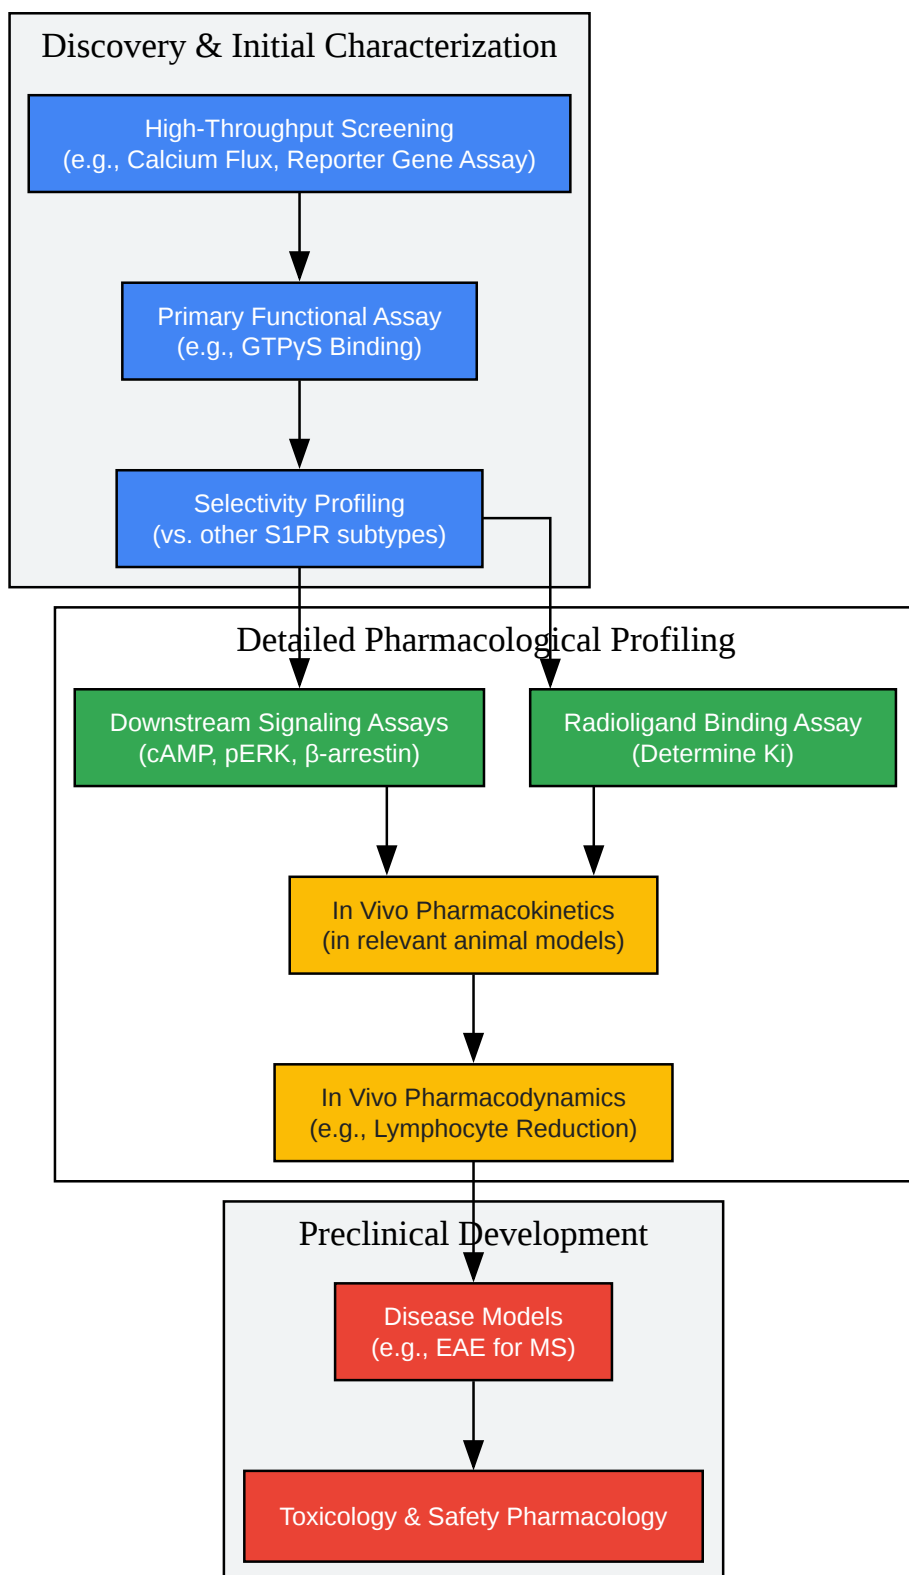 Discovery & Initial Characterization
High-Throughput Screening
(e.g., Calcium Flux, Reporter Gene Assay)
Primary Functional Assay
(e.g., GTPγS Binding)
Selectivity Profiling
(vs. other S1PR subtypes)
Detailed Pharmacological Profiling
Downstream Signaling Assays
(cAMP, pERK, β-arrestin)
Radioligand Binding Assay
(Determine Ki)
In Vivo Pharmacokinetics
(in relevant animal models)
In Vivo Pharmacodynamics
(e.g., Lymphocyte Reduction)
Preclinical Development
Disease Models
(e.g., EAE for MS)
Toxicology & Safety Pharmacology